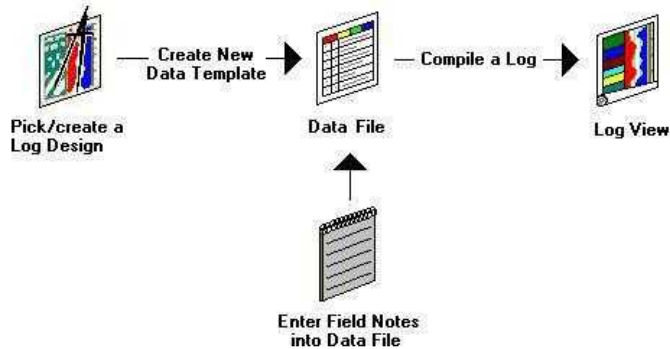 Create New
Data Template
Compile a Log
Pick/create a
Log Design
Data File
Log View
Enter Field Notes
into Data File